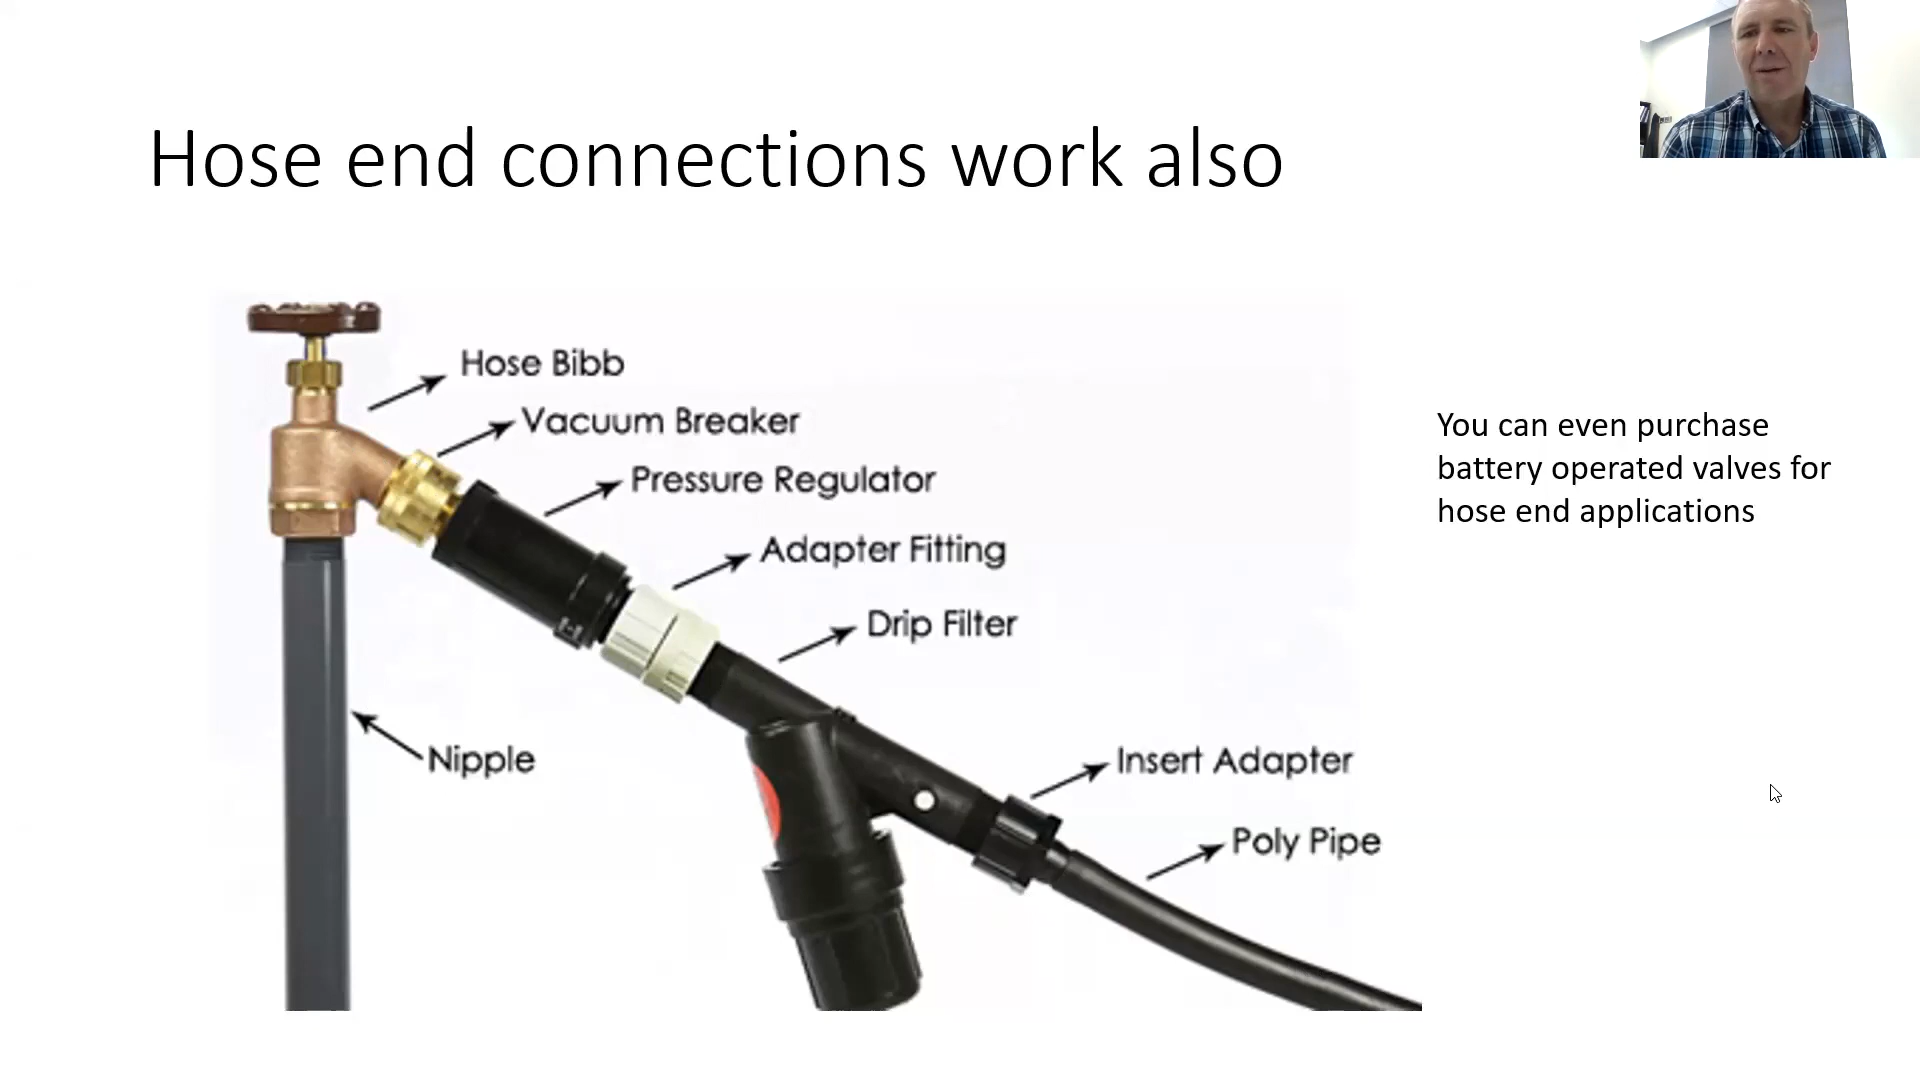 Hose end connections work also
Hose Bibb
Vacuum Breaker
Pressure Regulator
Adapter Fitting
Drip Filter
Nipple
Insert Adapter
Poly Pipe
You can even purchase
battery operated valves for
hose end applications